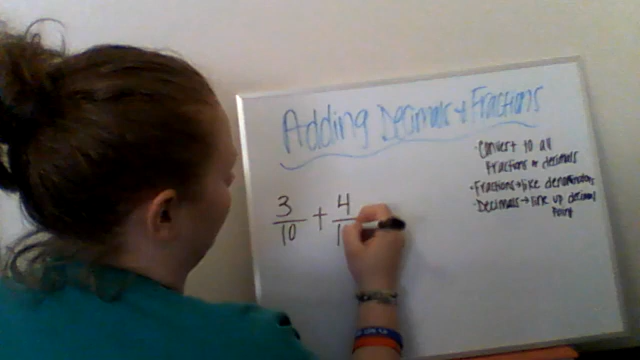 Adding Decimals + Fractions
· Convert to all
Fractions or decimals
· Fractions → like denominators
· Decimals → line up decimal
point
3/10 + 4/1